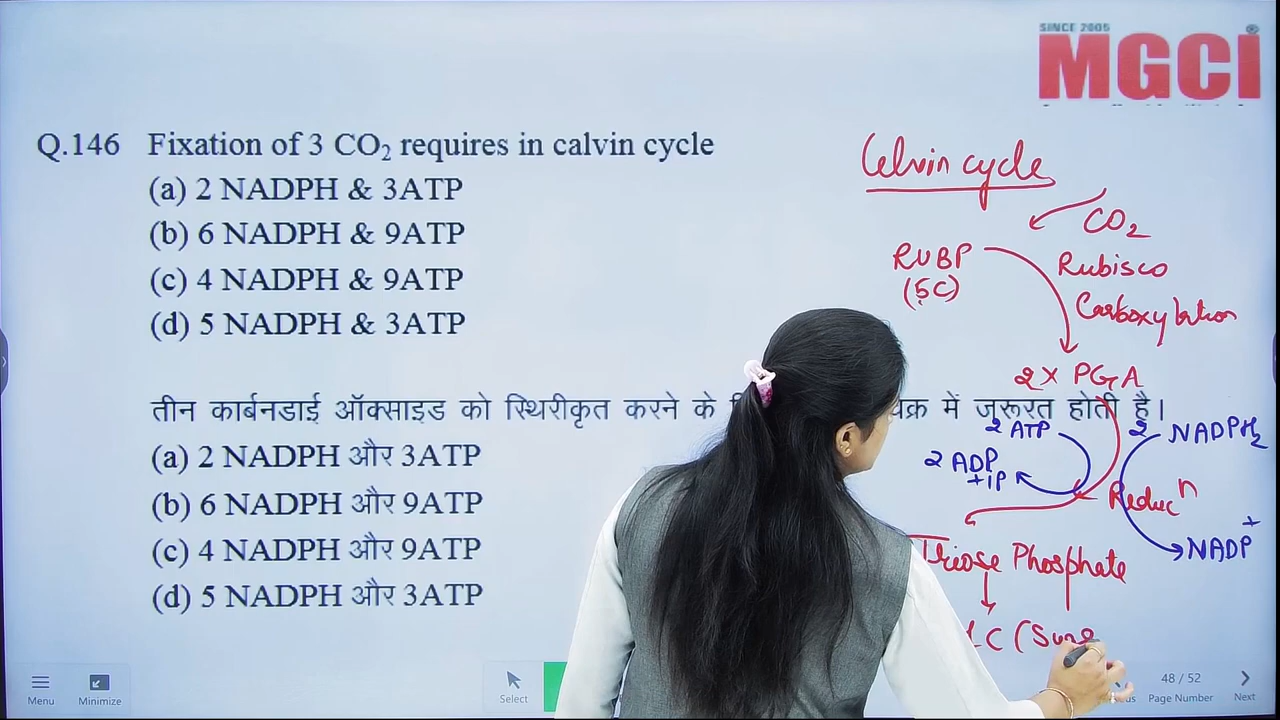 SINCE 2005
MGCI
Q.146 Fixation of 3 CO₂ requires in calvin cycle
(a) 2 NADPH & 3ATP
(b) 6 NADPH & 9ATP
(c) 4 NADPH & 9ATP
(d) 5 NADPH & 3ATP
तीन कार्बनडाई ऑक्साइड को स्थिरीकृत करने के में जुरूरत होती है।
(a) 2 NADPH और 3ATP
(b) 6 NADPH और 9ATP
(c) 4 NADPH और 9ATP
(d) 5 NADPH और 3ATP
Calvin cycle
CO₂
RUBP
(5C)
Rubisco
Carboxylation
2 x PGA
2 ATP
2 NADPH₂
2 ADP
+iP
Reducⁿ
NADP⁺
Triose Phosphate
1C (Suga
Menu
Minimize
Select
48 / 52
Page Number
Next